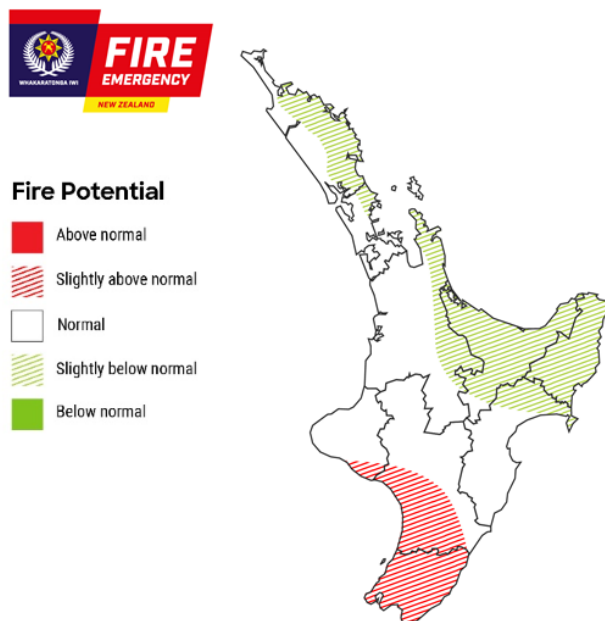 FIRE
EMERGENCY
WHAKARATONGA IWI
NEW ZEALAND
Fire Potential
Above normal
Slightly above normal
Normal
Slightly below normal
Below normal